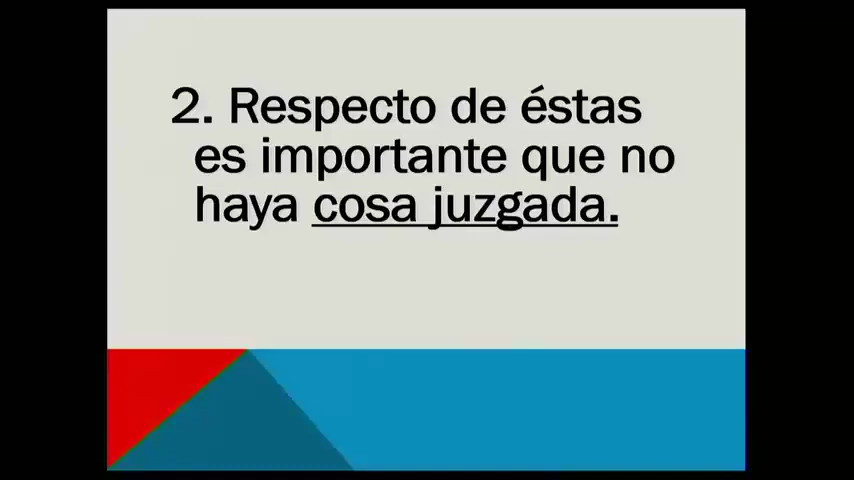 2. Respecto de éstas
es importante que no
haya cosa juzgada.